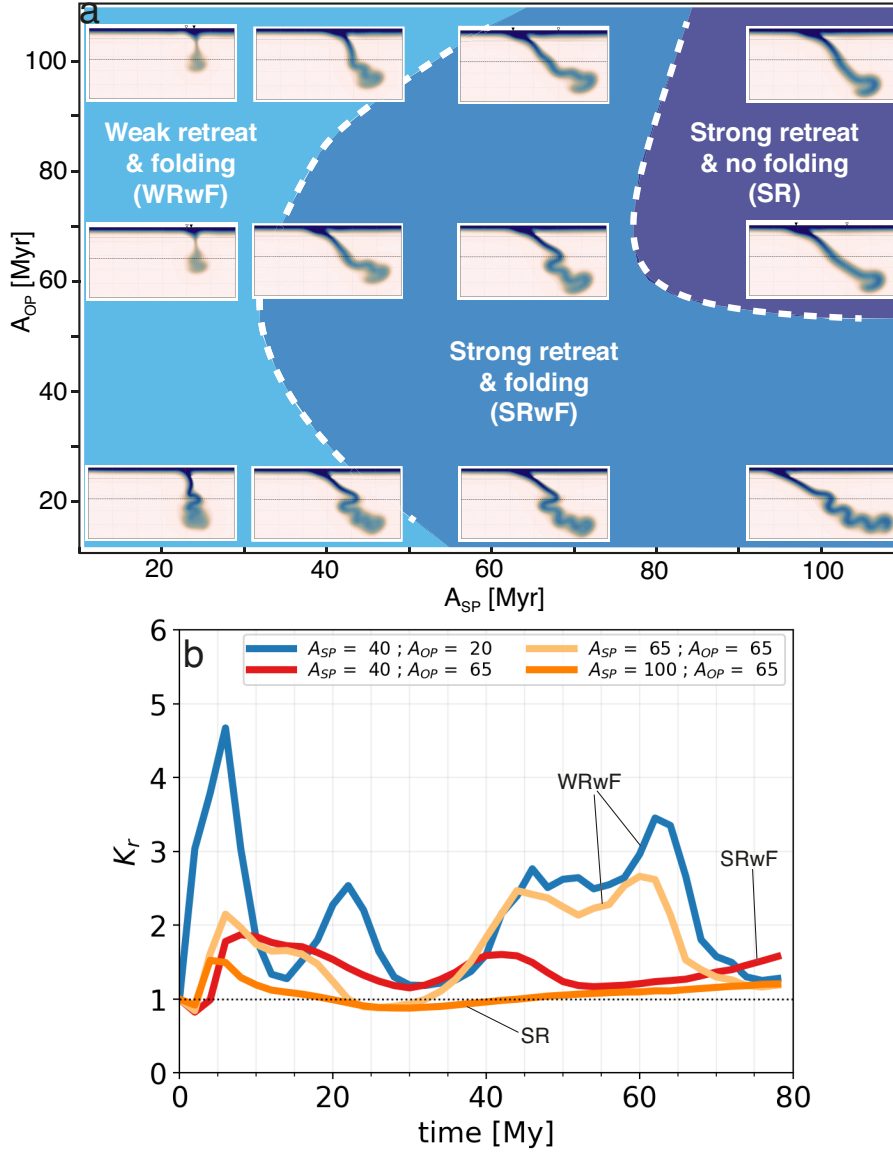 a
100
80
60
40
20
A_OP [Myr]
Weak retreat
& folding
(WRwF)
Strong retreat
& no folding
(SR)
Strong retreat
& folding
(SRwF)
20
40
60
80
100
A_SP [Myr]
b
A_SP = 40 ; A_OP = 20
A_SP = 65 ; A_OP = 65
A_SP = 40 ; A_OP = 65
A_SP = 100 ; A_OP = 65
6
5
4
3
2
1
0
K_r
WRwF
SRwF
SR
0
20
40
60
80
time [My]